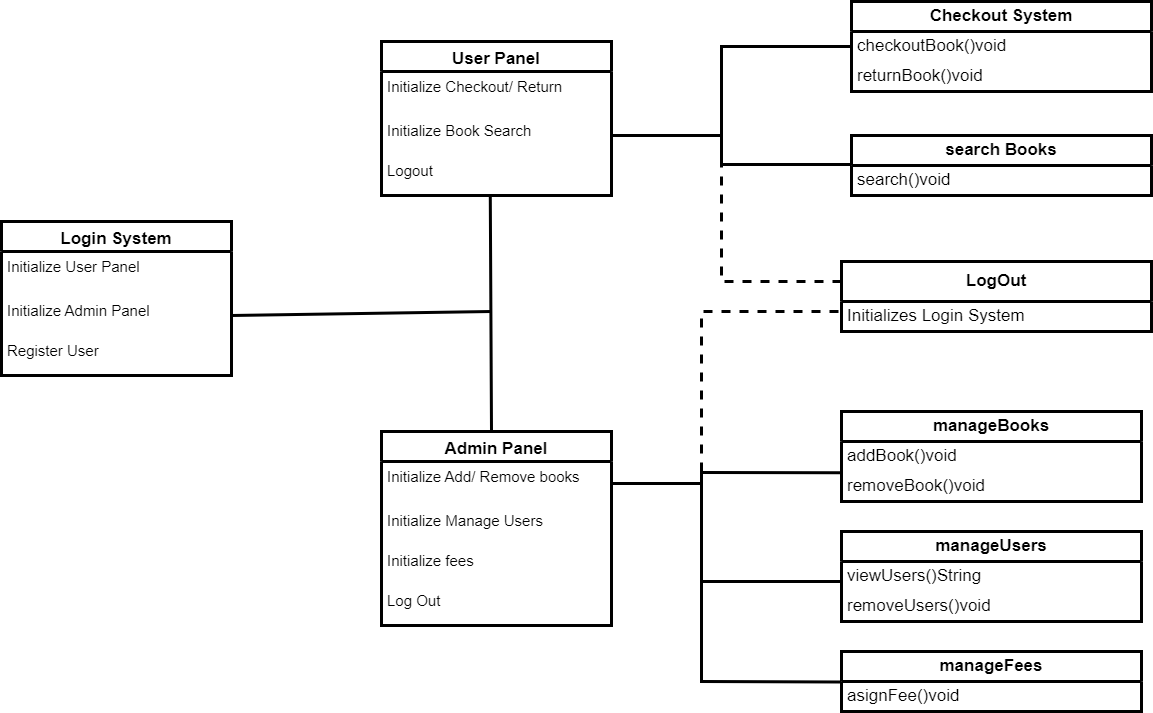 Login System
Initialize User Panel
Initialize Admin Panel
Register User
User Panel
Initialize Checkout/ Return
Initialize Book Search
Logout
Admin Panel
Initialize Add/ Remove books
Initialize Manage Users
Initialize fees
Log Out
Checkout System
checkoutBook()void
returnBook()void
search Books
search()void
LogOut
Initializes Login System
manageBooks
addBook()void
removeBook()void
manageUsers
viewUsers()String
removeUsers()void
manageFees
asignFee()void